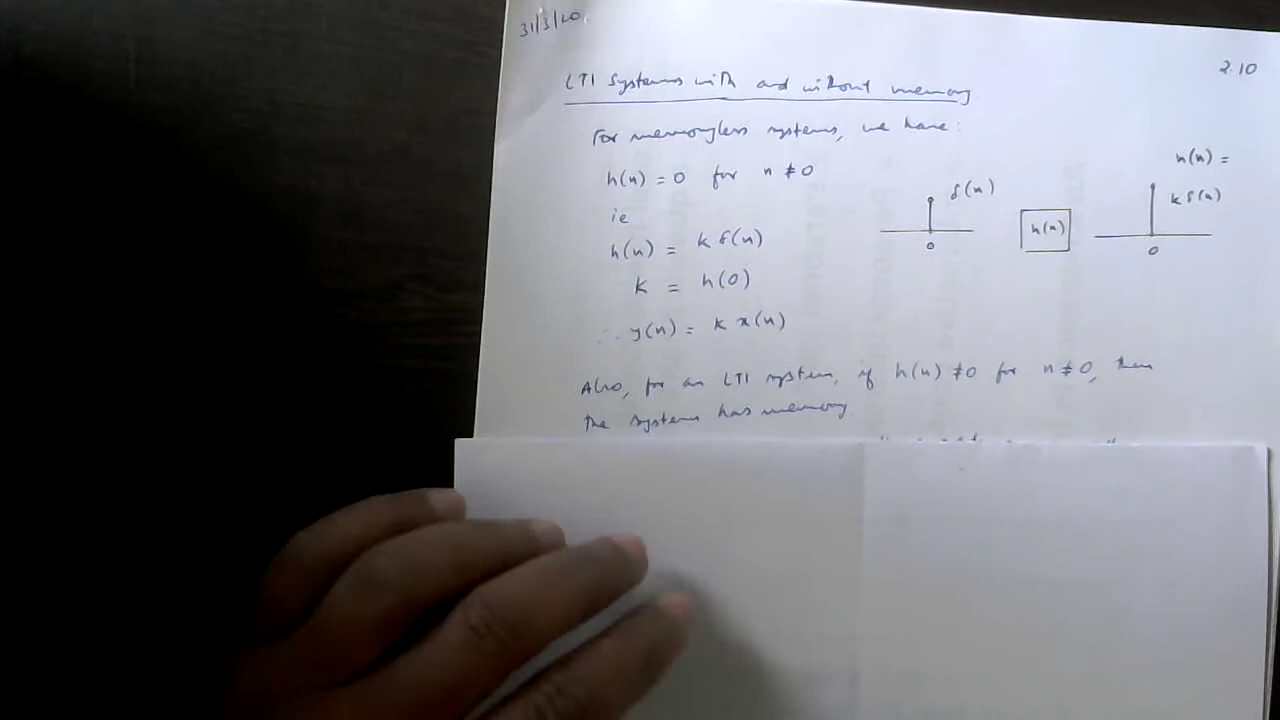 31/3/20
2.10
LTI Systems with and without memory
For memoryless systems, we have:
h(n) = 0 for n ≠ 0
ie
h(n) = k δ(n)
k = h(0)
∴ y(n) = k x(n)
δ(n)
0
h(n)
h(n) =
k δ(n)
0
Also, for an LTI system, if h(n) ≠ 0 for n ≠ 0, then
the system has memory